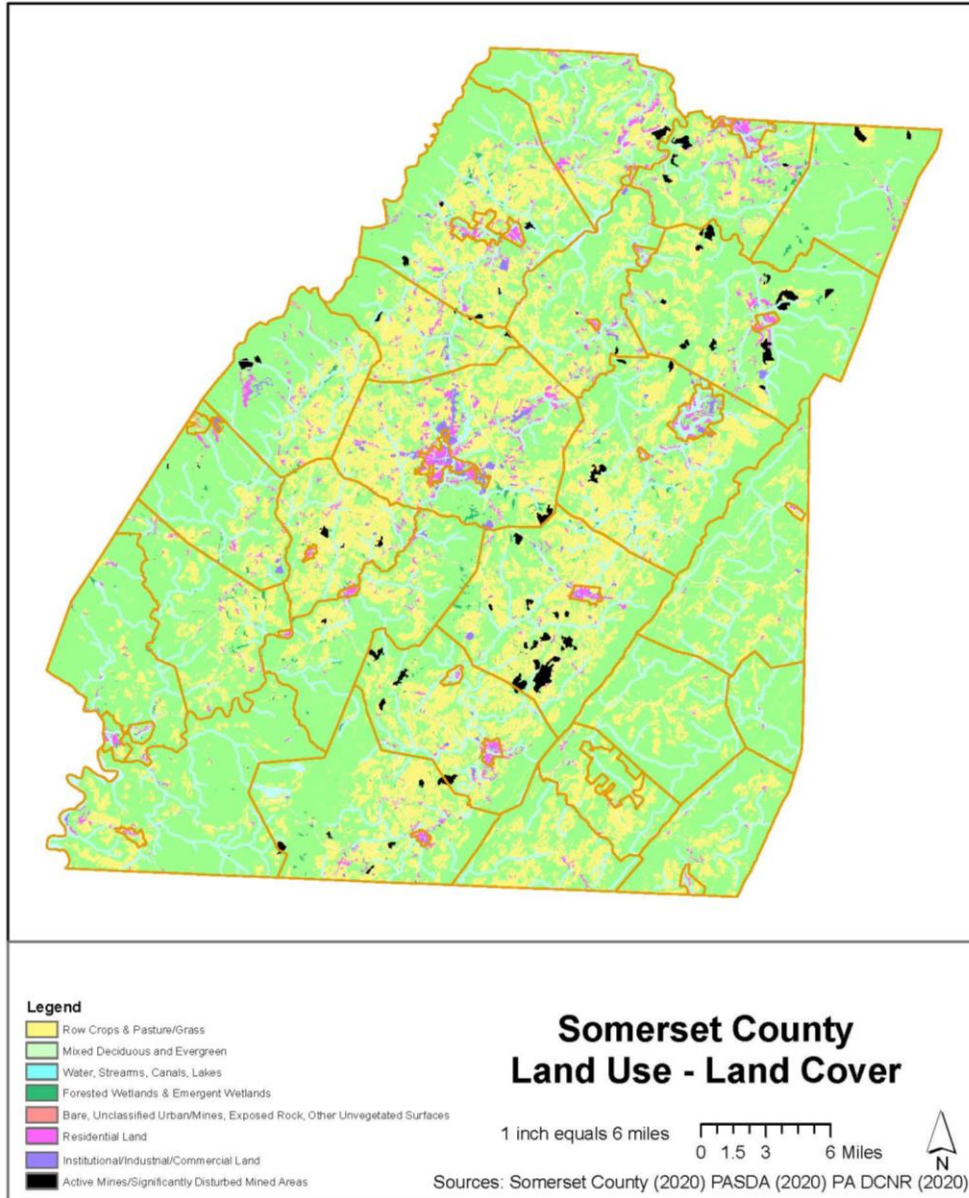 Legend
Row Crops & Pasture/Grass
Mixed Deciduous and Evergreen
Water, Strearms, Canals, Lakes
Forested Wetlands & Emergent Wetlands
Bare, Unclassified Urban/Mines, Exposed Rock, Other Unvegetated Surfaces
Residential Land
Institutional/Industrial/Commercial Land
Active Mines/Significantly Disturbed Mined Areas
Somerset County
Land Use - Land Cover
1 inch equals 6 miles
0 1.5 3 6 Miles
N
Sources: Somerset County (2020) PASDA (2020) PA DCNR (2020)